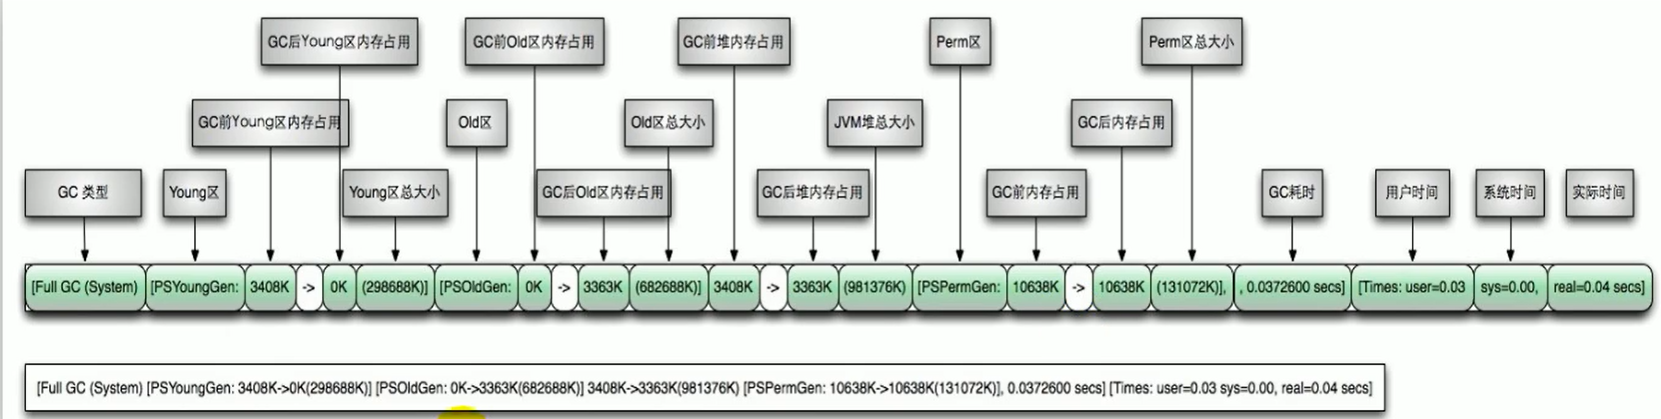 GC后Young区内存占用 GC前Old区内存占用 GC前堆内存占用 Perm区 Perm区总大小
GC前Young区内存占用 Old区 Old区总大小 JVM堆总大小 GC后内存占用
GC 类型 Young区 Young区总大小 GC后Old区内存占用 GC后堆内存占用 GC前内存占用 GC耗时 用户时间 系统时间 实际时间
[Full GC (System) [PSYoungGen: 3408K -> 0K (298688K)] [PSOldGen: 0K -> 3363K (682688K)] 3408K -> 3363K (981376K) [PSPermGen: 10638K -> 10638K (131072K)], , 0.0372600 secs] [Times: user=0.03 sys=0.00, real=0.04 secs]
[Full GC (System) [PSYoungGen: 3408K->0K(298688K)] [PSOldGen: 0K->3363K(682688K)] 3408K->3363K(981376K) [PSPermGen: 10638K->10638K(131072K)], 0.0372600 secs] [Times: user=0.03 sys=0.00, real=0.04 secs]